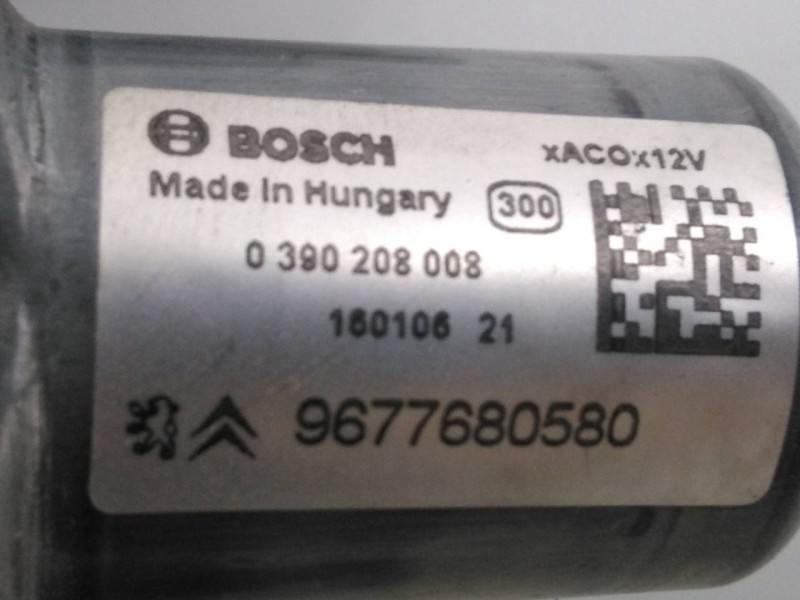 BOSCH xACOx12V
Made in Hungary 300
0 390 208 008
160106 21
9677680580